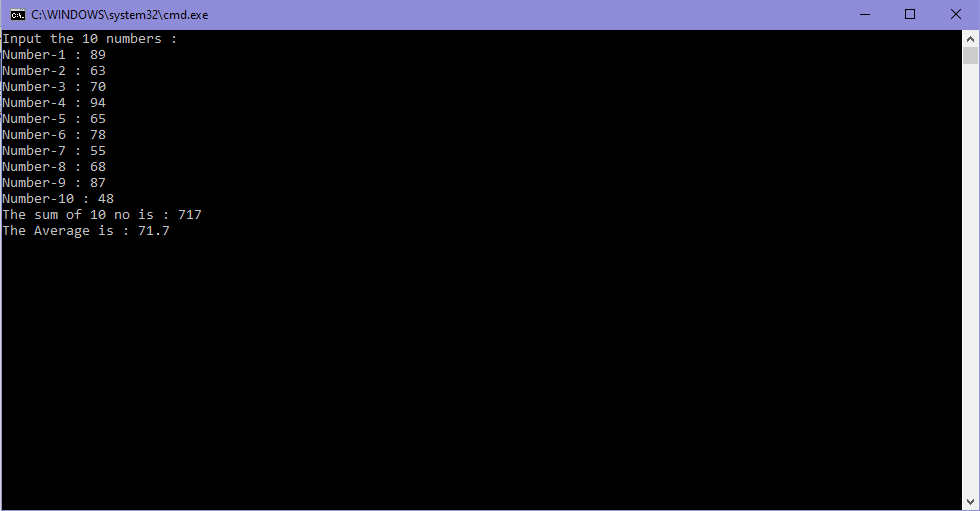 C:\WINDOWS\system32\cmd.exe
Input the 10 numbers :
Number-1 : 89
Number-2 : 63
Number-3 : 70
Number-4 : 94
Number-5 : 65
Number-6 : 78
Number-7 : 55
Number-8 : 68
Number-9 : 87
Number-10 : 48
The sum of 10 no is : 717
The Average is : 71.7